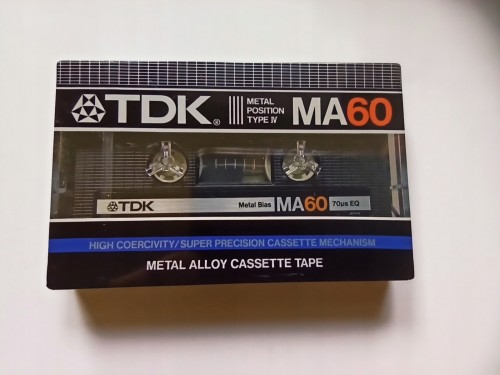 TDK® METAL POSITION TYPE IV MA60
TDK Metal Bias MA60 70µs EQ
HIGH COERCIVITY/SUPER PRECISION CASSETTE MECHANISM
METAL ALLOY CASSETTE TAPE